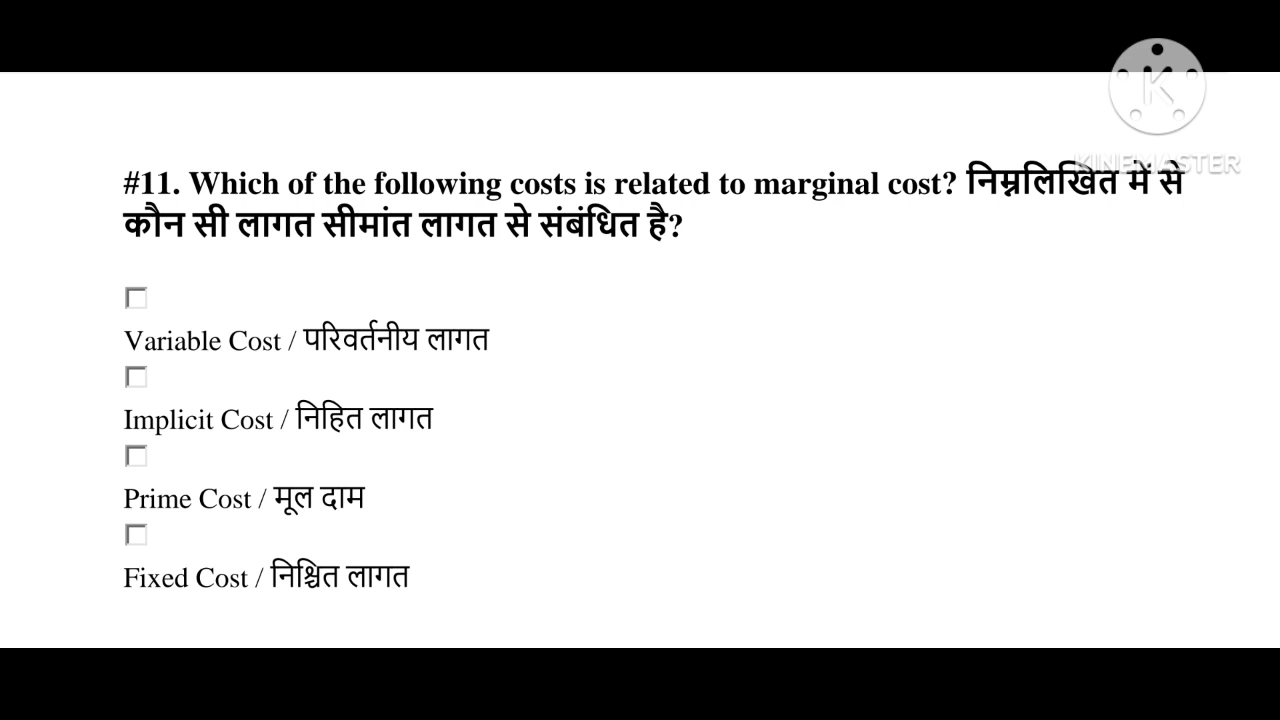 K
KINEMASTER
#11. Which of the following costs is related to marginal cost? निम्नलिखित में से
कौन सी लागत सीमांत लागत से संबंधित है?
Variable Cost / परिवर्तनीय लागत
Implicit Cost / निहित लागत
Prime Cost / मूल दाम
Fixed Cost / निश्चित लागत